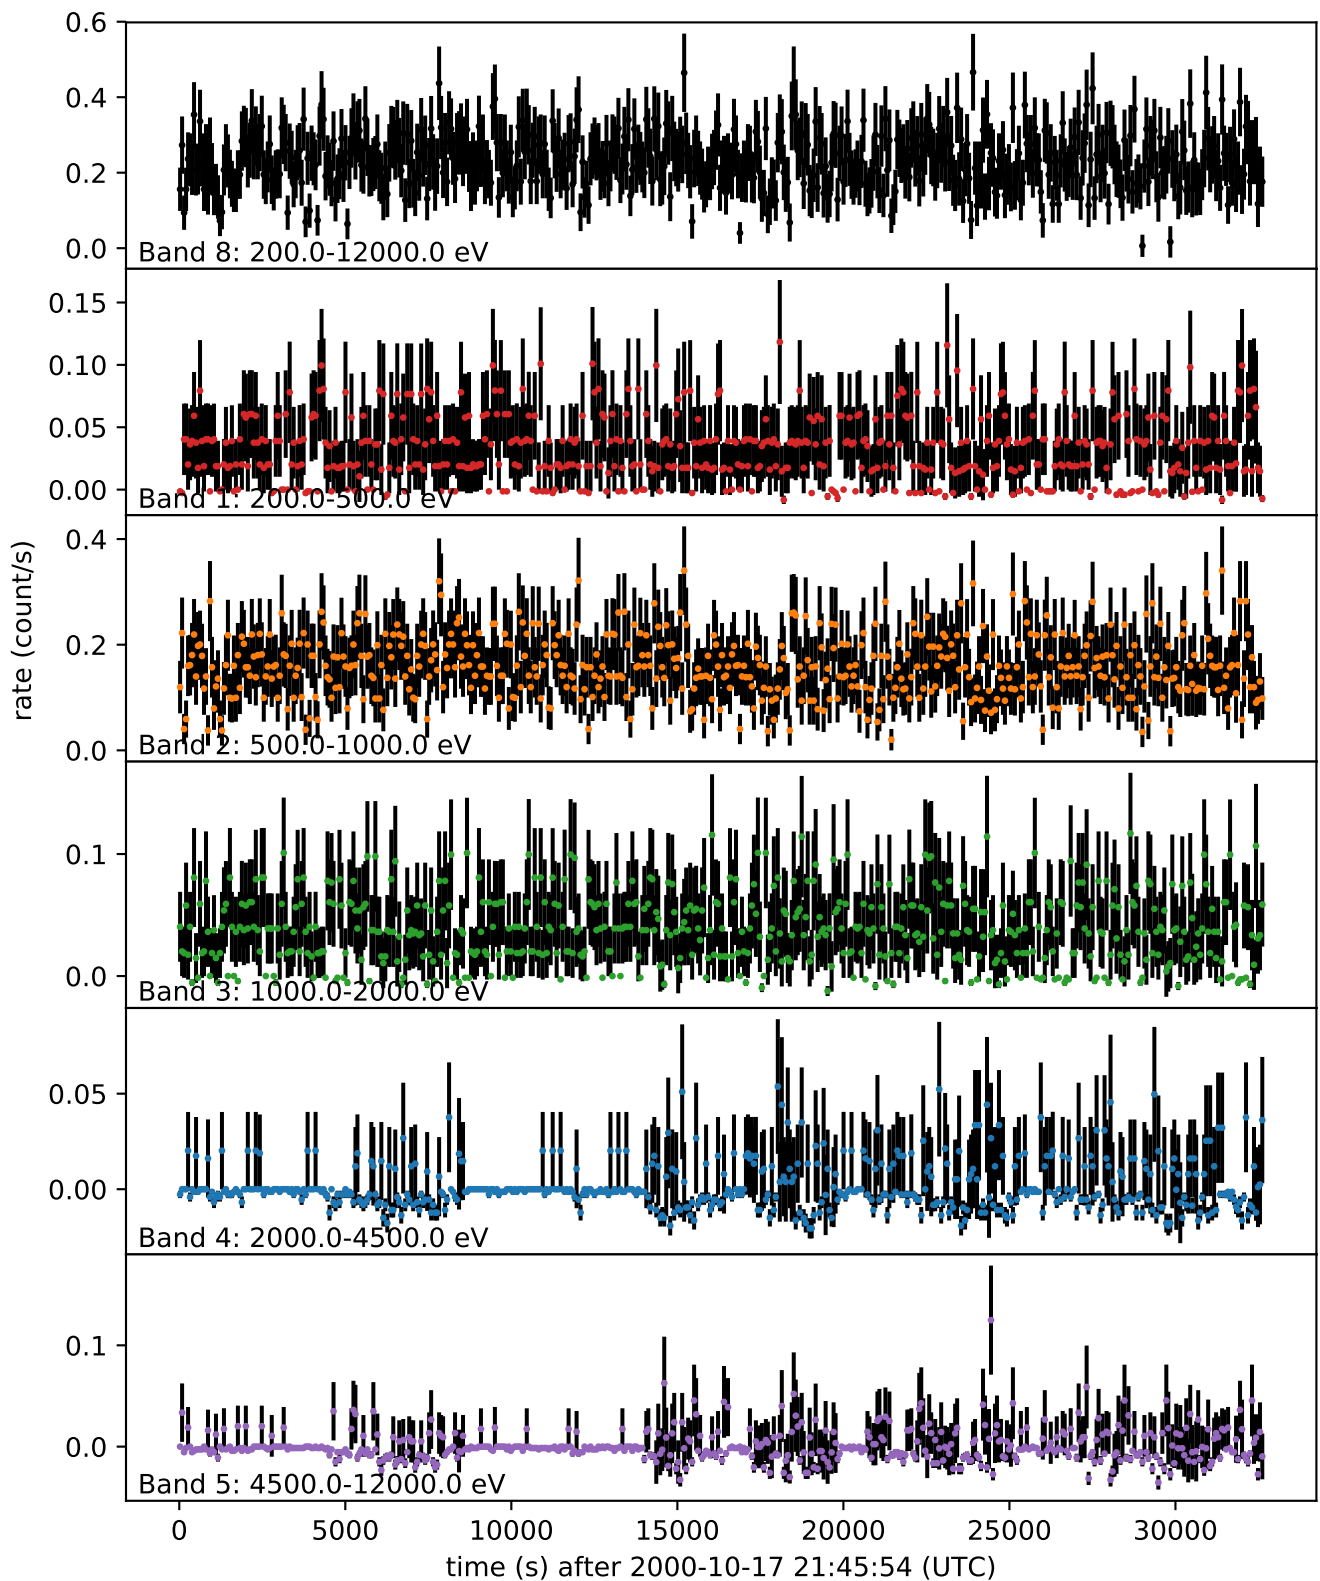 0.6
0.4
0.2
0.0
Band 8: 200.0-12000.0 eV
0.15
0.10
0.05
0.00
Band 1: 200.0-500.0 eV
rate (count/s)
0.4
0.2
0.0
Band 2: 500.0-1000.0 eV
0.1
0.0
Band 3: 1000.0-2000.0 eV
0.05
0.00
Band 4: 2000.0-4500.0 eV
0.1
0.0
Band 5: 4500.0-12000.0 eV
0 5000 10000 15000 20000 25000 30000
time (s) after 2000-10-17 21:45:54 (UTC)